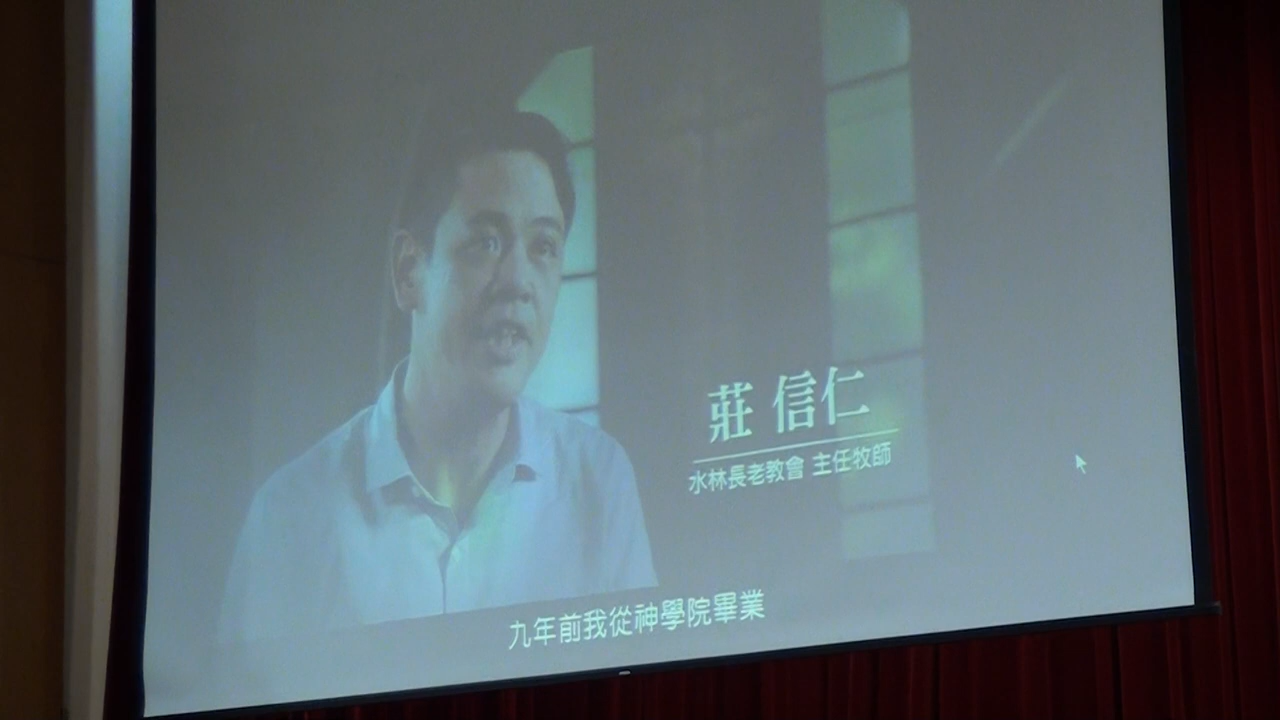 莊 信仁
水林長老教會 主任牧師
九年前我從神學院畢業